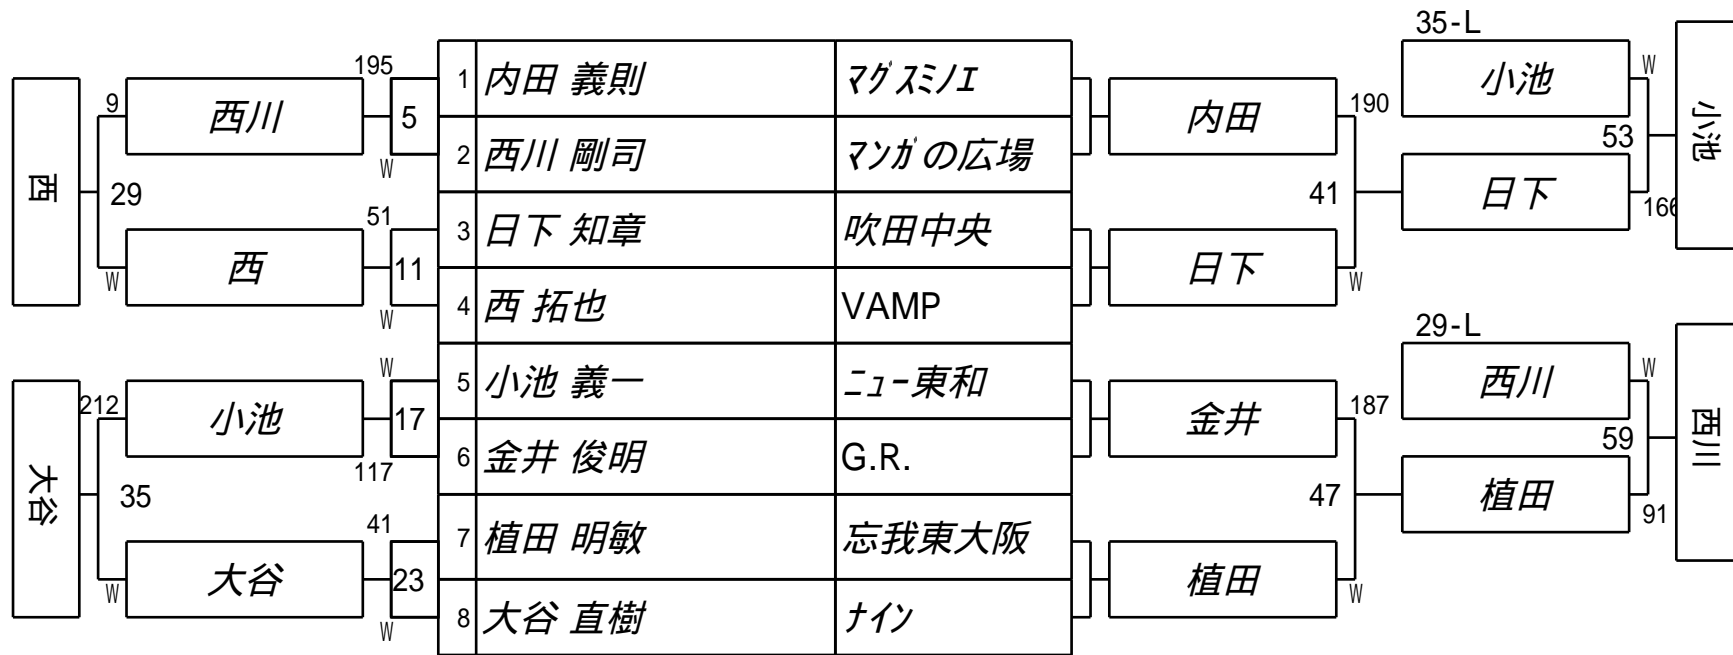 35-L
195
1 内田 義則 マグスミノエ
小池
W
9
西川
5
内田
190
小池
2 西川 剛司 マンガの広場
53
W
西
29
41
日下
166
51
3 日下 知章 吹田中央
西
11
日下
W
W
4 西 拓也 VAMP
W
29-L
W
5 小池 義一 ニュー東和
西川
W
212
小池
17
金井
187
西川
6 金井 俊明 G.R.
59
117
大谷
35
47
植田
91
41
7 植田 明敏 忘我東大阪
大谷
23
植田
W
W
8 大谷 直樹 ナイン
W